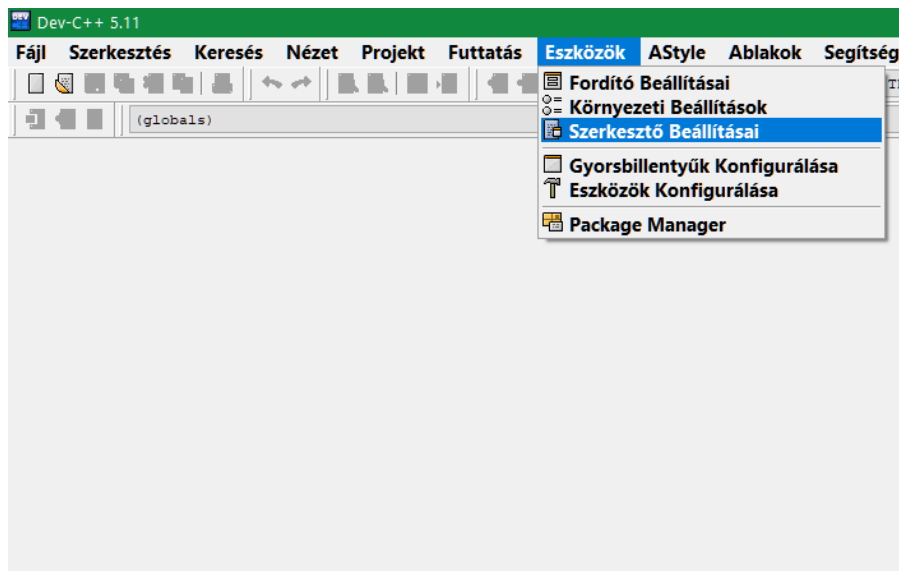 Dev-C++ 5.11
Fájl Szerkesztés Keresés Nézet Projekt Futtatás Eszközök AStyle Ablakok Segítség
(globals)
Fordító Beállításai
Környezeti Beállítások
Szerkesztő Beállításai
Gyorsbillentyűk Konfigurálása
Eszközök Konfigurálása
Package Manager